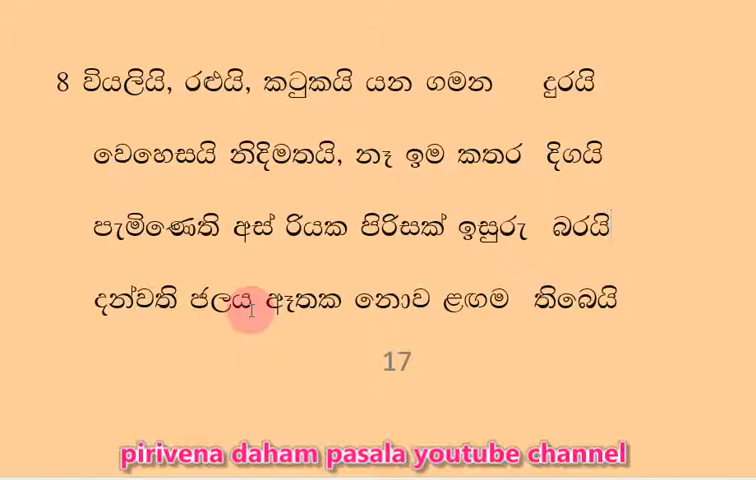 8 වියලියි, රළුයි, කටුකයි යන ගමන දුරයි
වෙහෙසයි නිදිමතයි, නෑ ඉම කතර දිගයි
පැමිණෙති අස් රියක පිරිසක් ඉසුරු බරයි
දන්වති ජලය ඈතක නොව ළඟම තිබෙයි
17
pirivena daham pasala youtube channel